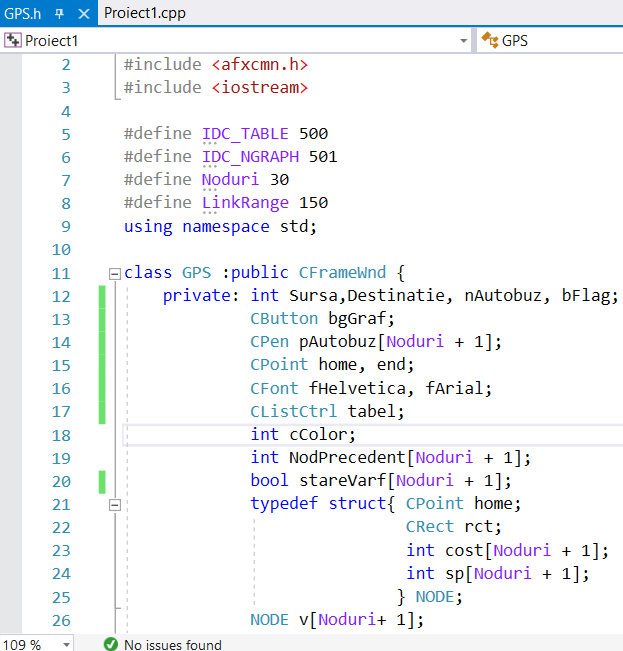 GPS.h Proiect1.cpp
Proiect1 GPS
2 #include <afxcmn.h>
3 #include <iostream>
4
5 #define IDC_TABLE 500
6 #define IDC_NGRAPH 501
7 #define Noduri 30
8 #define LinkRange 150
9 using namespace std;
10
11 class GPS :public CFrameWnd {
12 private: int Sursa,Destinatie, nAutobuz, bFlag;
13 CButton bgGraf;
14 CPen pAutobuz[Noduri + 1];
15 CPoint home, end;
16 CFont fHelvetica, fArial;
17 CListCtrl tabel;
18 int cColor;
19 int NodPrecedent[Noduri + 1];
20 bool stareVarf[Noduri + 1];
21 typedef struct{ CPoint home;
22 CRect rct;
23 int cost[Noduri + 1];
24 int sp[Noduri + 1];
25 } NODE;
26 NODE v[Noduri+ 1];
109 % No issues found